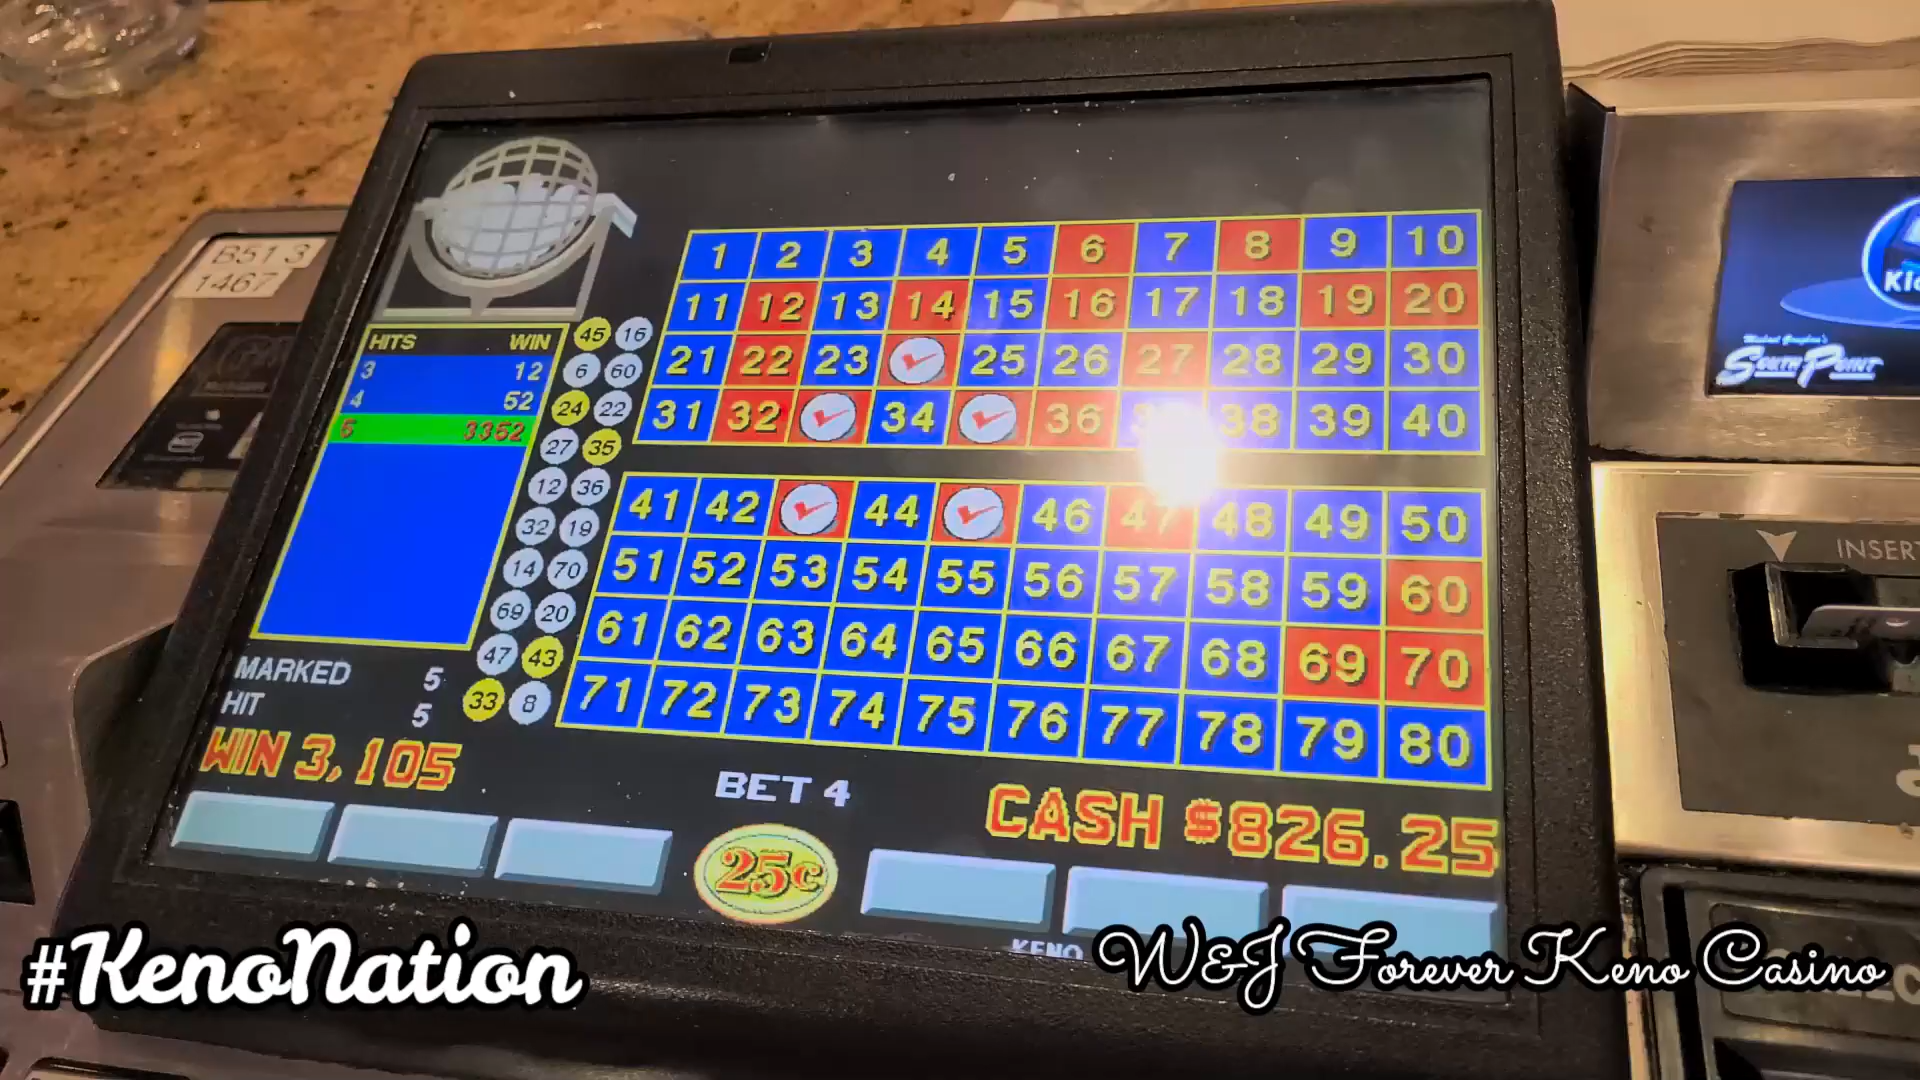 B51 3
1467
HITS WIN
3 12
4 52
5 3352
45 16
6 60
24 22
27 35
12 36
32 19
14 70
69 20
47 43
33 8
1 2 3 4 5 6 7 8 9 10
11 12 13 14 15 16 17 18 19 20
21 22 23 25 26 27 28 29 30
31 32 34 36 38 39 40
41 42 44 46 47 48 49 50
51 52 53 54 55 56 57 58 59 60
61 62 63 64 65 66 67 68 69 70
71 72 73 74 75 76 77 78 79 80
MARKED 5
HIT 5
WIN 3,105
BET 4
CASH $826.25
25¢
KENO
South Point
INSERT
#KenoNation
W&J Forever Keno Casino